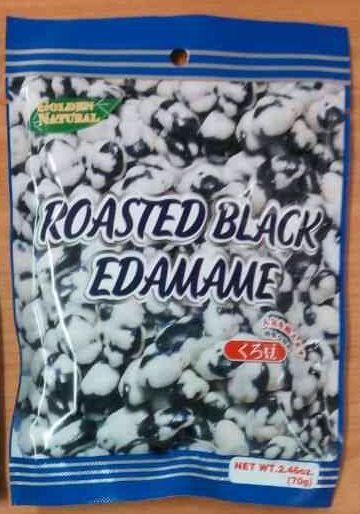 GOLDEN
NATURAL
ROASTED BLACK
EDAMAME
くろ豆
NET WT.2.46oz.
(70g)